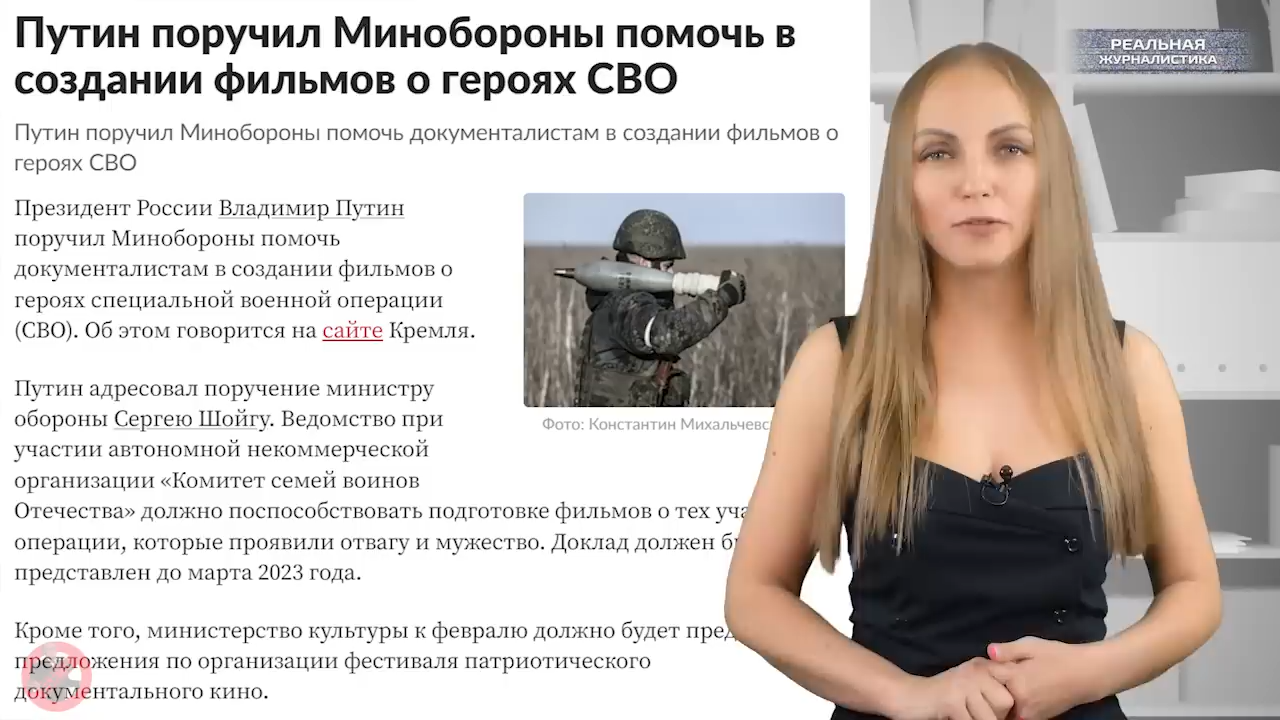 Путин поручил Минобороны помочь в
создании фильмов о героях СВО
Путин поручил Минобороны помочь документалистам в создании фильмов о
героях СВО
Президент России Владимир Путин
поручил Минобороны помочь
документалистам в создании фильмов о
героях специальной военной операции
(СВО). Об этом говорится на сайте Кремля.
Путин адресовал поручение министру
обороны Сергею Шойгу. Ведомство при
участии автономной некоммерческой
организации «Комитет семей воинов
Отечества» должно поспособствовать подготовке фильмов о тех
операции, которые проявили отвагу и мужество. Доклад должен
представлен до марта 2023 года.
Кроме того, министерство культуры к февралю должно будет
предложения по организации фестиваля патриотического
документального кино.
Фото: Константин
РЕАЛЬНАЯ
ЖУРНАЛИСТИКА